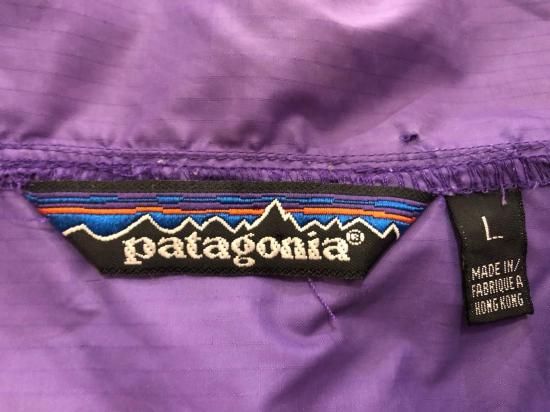 patagonia®
L
MADE IN/
FABRIQUE A
HONG KONG